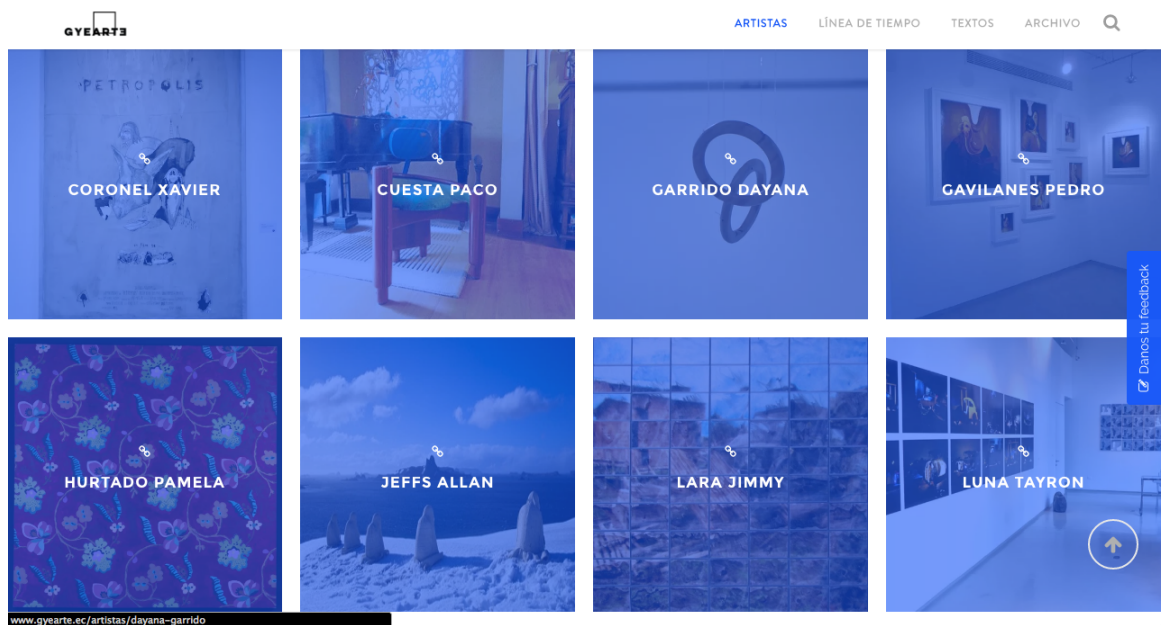 GYEARTE
ARTISTAS LÍNEA DE TIEMPO TEXTOS ARCHIVO
PETROPOLIS
CORONEL XAVIER
CUESTA PACO
GARRIDO DAYANA
GAVILANES PEDRO
Danos tu feedback
HURTADO PAMELA
JEFFS ALLAN
LARA JIMMY
LUNA TAYRON
www.gyearte.ec/artistas/dayana-garrido